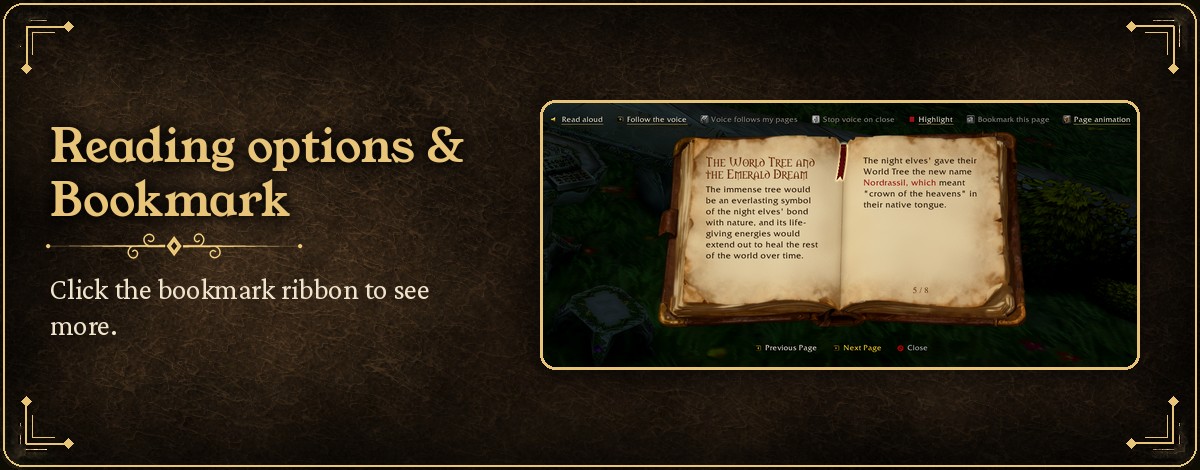 Reading options &
Bookmark
Click the bookmark ribbon to see
more.
Read aloud
Follow the voice
Voice follows my pages
Stop voice on close
Highlight
Bookmark this page
Page animation
The World Tree and
the Emerald Dream
The immense tree would
be an everlasting symbol
of the night elves' bond
with nature, and its life-
giving energies would
extend out to heal the rest
of the world over time.
The night elves' gave their
World Tree the new name
Nordrassil, which meant
"crown of the heavens" in
their native tongue.
5 / 8
Previous Page
Next Page
Close